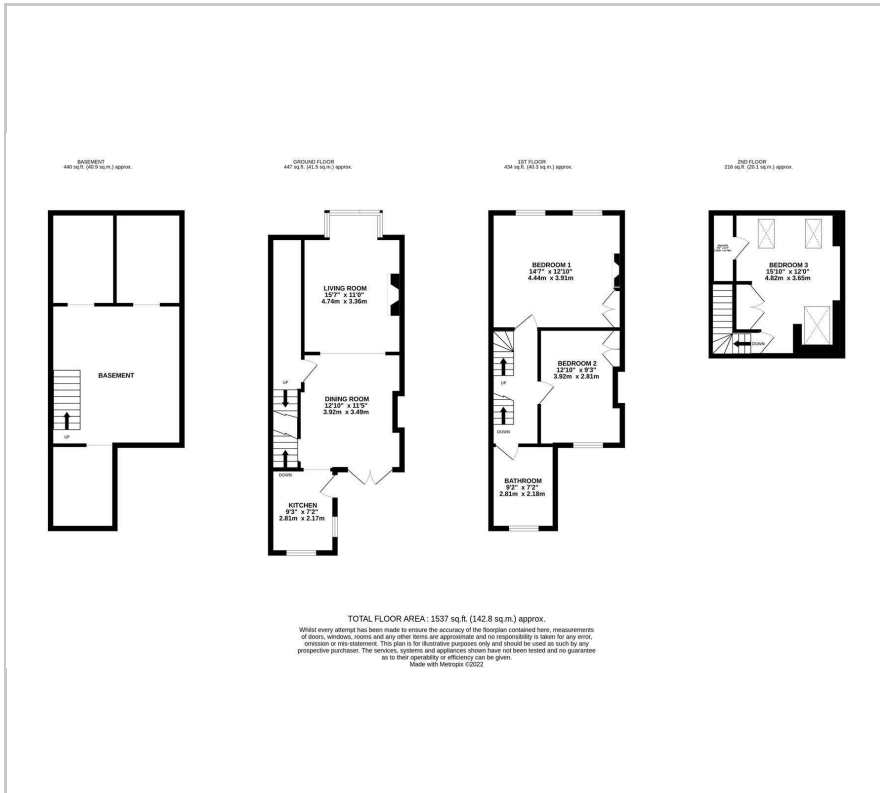 BASEMENT
440 sq.ft. (40.9 sq.m.) approx.
GROUND FLOOR
447 sq.ft. (41.5 sq.m.) approx.
1ST FLOOR
434 sq.ft. (40.3 sq.m.) approx.
2ND FLOOR
216 sq.ft. (20.1 sq.m.) approx.
BASEMENT
UP
LIVING ROOM
15'7" x 11'0"
4.74m x 3.36m
UP
DINING ROOM
12'10" x 11'5"
3.92m x 3.49m
DOWN
KITCHEN
9'3" x 7'2"
2.81m x 2.17m
BEDROOM 1
14'7" x 12'10"
4.44m x 3.91m
BEDROOM 2
12'10" x 9'3"
3.92m x 2.81m
UP
DOWN
BATHROOM
9'2" x 7'2"
2.81m x 2.18m
ENSUITE
BEDROOM 3
15'10" x 12'0"
4.82m x 3.65m
DOWN
TOTAL FLOOR AREA : 1537 sq.ft. (142.8 sq.m.) approx.
Whilst every attempt has been made to ensure the accuracy of the floorplan contained here, measurements
of doors, windows, rooms and any other items are approximate and no responsibility is taken for any error,
omission or mis-statement. This plan is for illustrative purposes only and should be used as such by any
prospective purchaser. The services, systems and appliances shown have not been tested and no guarantee
as to their operability or efficiency can be given.
Made with Metropix ©2022